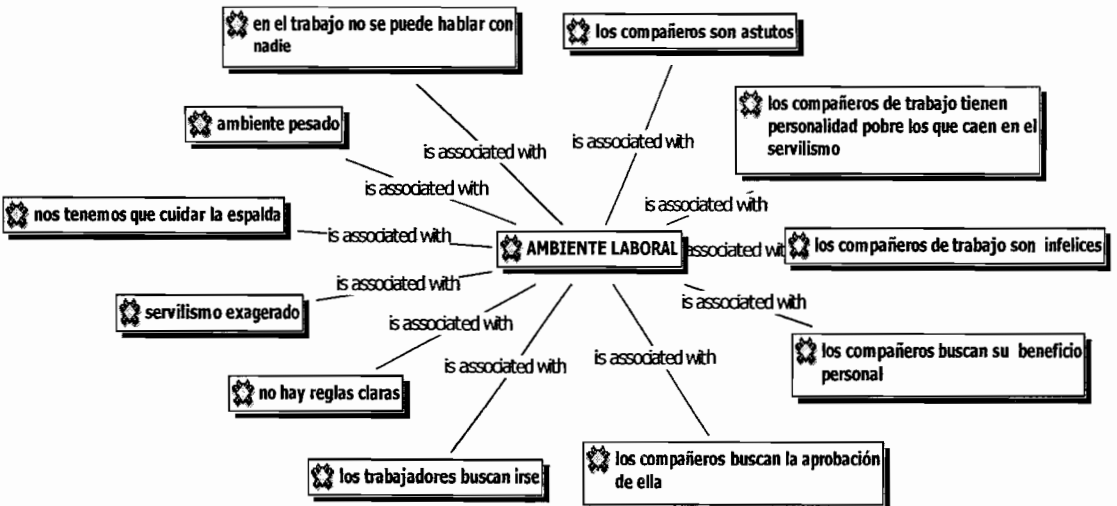 en el trabajo no se puede hablar con
nadie
los compañeros son astutos
ambiente pesado
los compañeros de trabajo tienen
personalidad pobre los que caen en el
servilismo
is associated with
is associated with
is associated with
is associated with
nos tenemos que cuidar la espalda
is associated with
AMBIENTE LABORAL
associated wit
los compañeros de trabajo son infelices
is associated with
is associated with
servilismo exagerado
is associated with
los compañeros buscan su beneficio
personal
is associated with
is associated with
no hay reglas claras
los trabajadores buscan irse
los compañeros buscan la aprobación
de ella